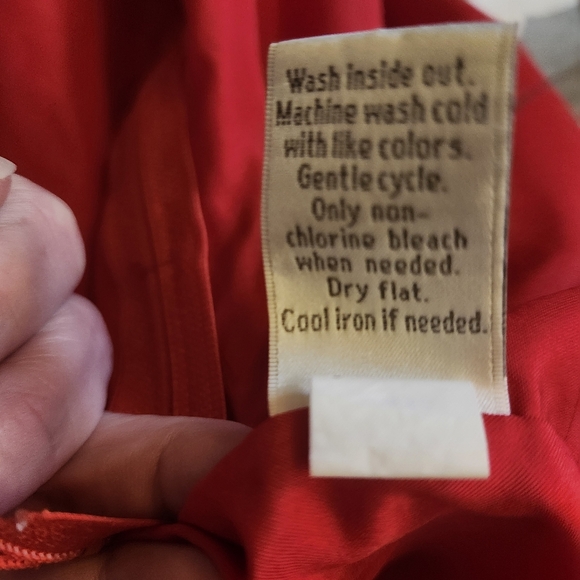 Wash inside out.
Machine wash cold
with like colors.
Gentle cycle.
Only non-
chlorine bleach
when needed.
Dry flat.
Cool iron if needed.